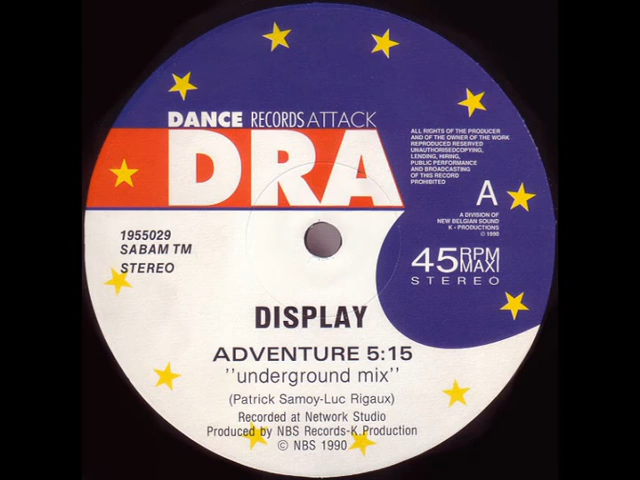 DANCE RECORDS ATTACK
DRA
ALL RIGHTS OF THE PRODUCER
AND OF THE OWNER OF THE WORK
REPRODUCED RESERVED
UNAUTHORISEDCOPYING,
LENDING, HIRING,
PUBLIC PERFORMANCE
AND BROADCASTING
OF THIS RECORD
PROHIBITED
A
A DIVISION OF
NEW BELGIAN SOUND
K - PRODUCTIONS
© 1990
1955029
SABAM TM
STEREO
45 RPM MAXI
STEREO
DISPLAY
ADVENTURE 5:15
"underground mix"
(Patrick Samoy-Luc Rigaux)
Recorded at Network Studio
Produced by NBS Records-K.Production
© NBS 1990